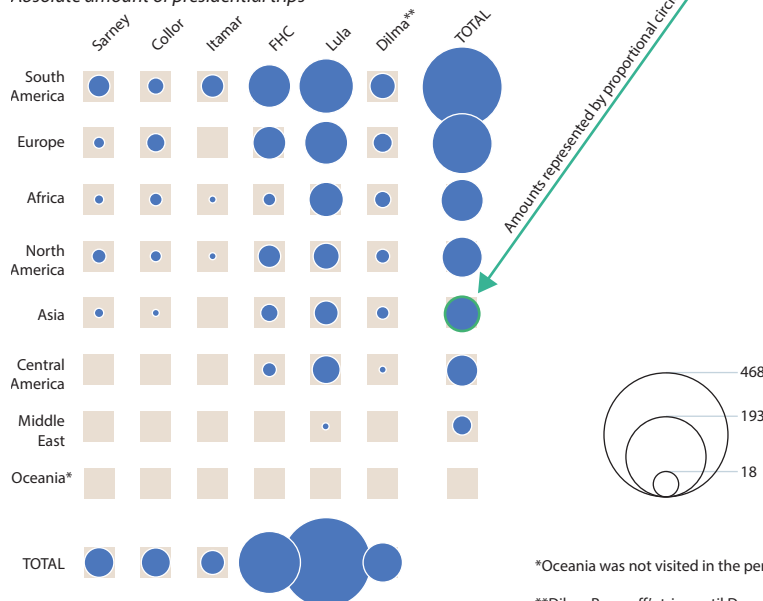 Absolute amount of presidential trips
Sarney
Collor
Itamar
FHC
Lula
Dilma**
TOTAL
South
America
Europe
Africa
North
America
Asia
Central
America
Middle
East
Oceania*
TOTAL
Amounts represented by proportional
468
193
18
*Oceania was not visited in the
until